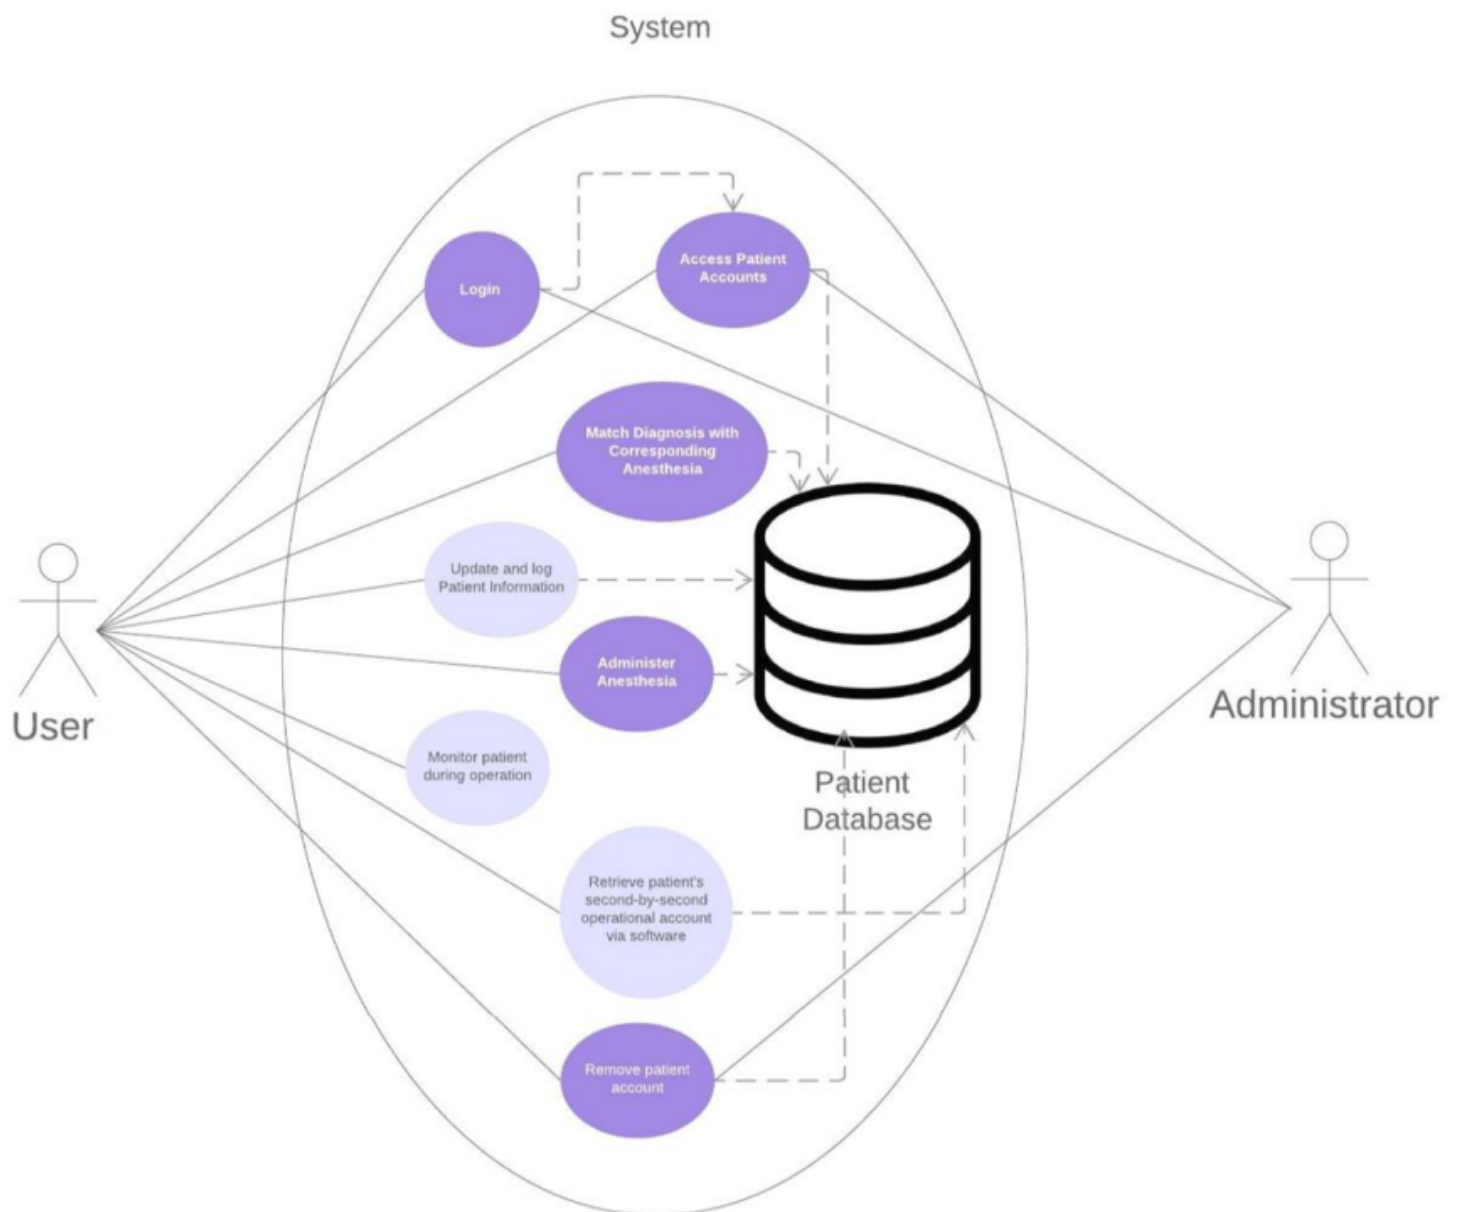 System
Login
Access Patient
Accounts
Match Diagnosis with
Corresponding
Anesthesia
Update and log
Patient Information
Administer
Anesthesia
User
Administrator
Monitor patient
during operation
Patient
Database
Retrieve patient's
second-by-second
operational account
via software
Remove patient
account